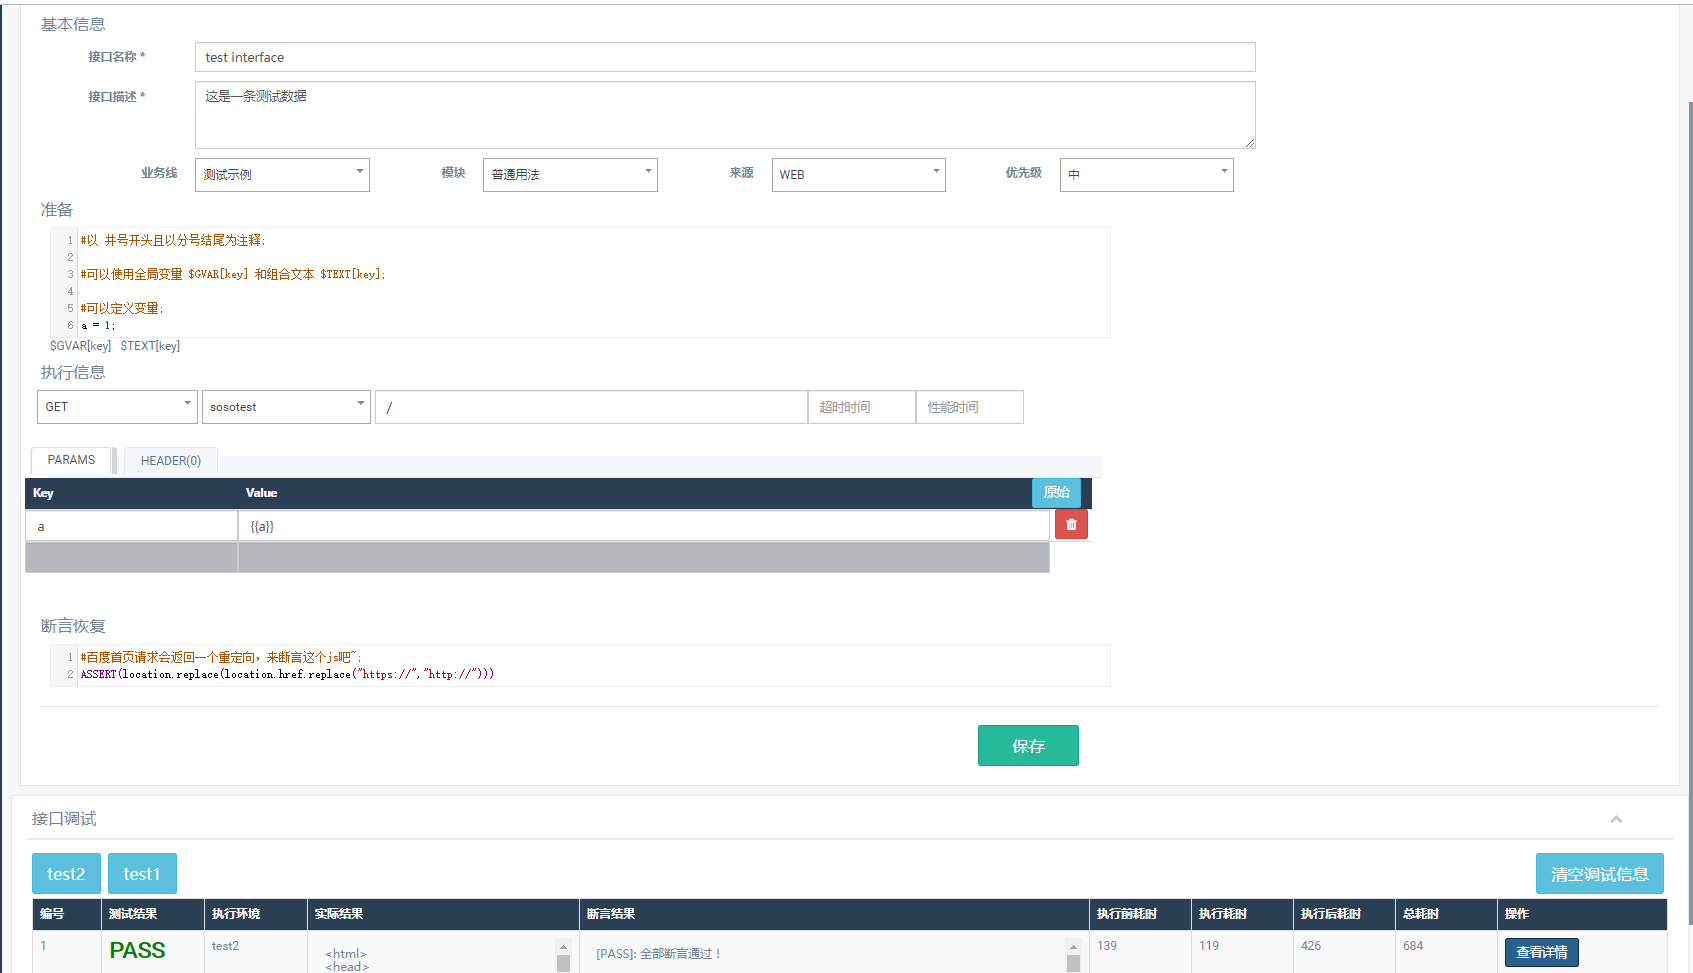 基本信息
接口名称 * test interface
接口描述 * 这是一条测试数据
业务线 测试示例 模块 普通用法 来源 WEB 优先级 中
准备
1 #以 井号开头且以分号结尾为注释;
2
3 #可以使用全局变量 $GVAR[key] 和组合文本 $TEXT[key];
4
5 #可以定义变量;
6 a = 1;
$GVAR[key] $TEXT[key]
执行信息
GET sosotest / 超时时间 性能时间
PARAMS HEADER(0)
Key Value 原始
a {{a}}
断言恢复
1 #百度首页请求会返回一个重定向，来断言这个js吧~;
2 ASSERT(location.replace(location.href.replace("https://","http://")))
保存
接口调试
test2 test1 清空调试信息
编号 测试结果 执行环境 实际结果 断言结果 执行前耗时 执行耗时 执行后耗时 总耗时 操作
1 PASS test2 <html> [PASS]: 全部断言通过！ 139 119 426 684 查看详情
<head>